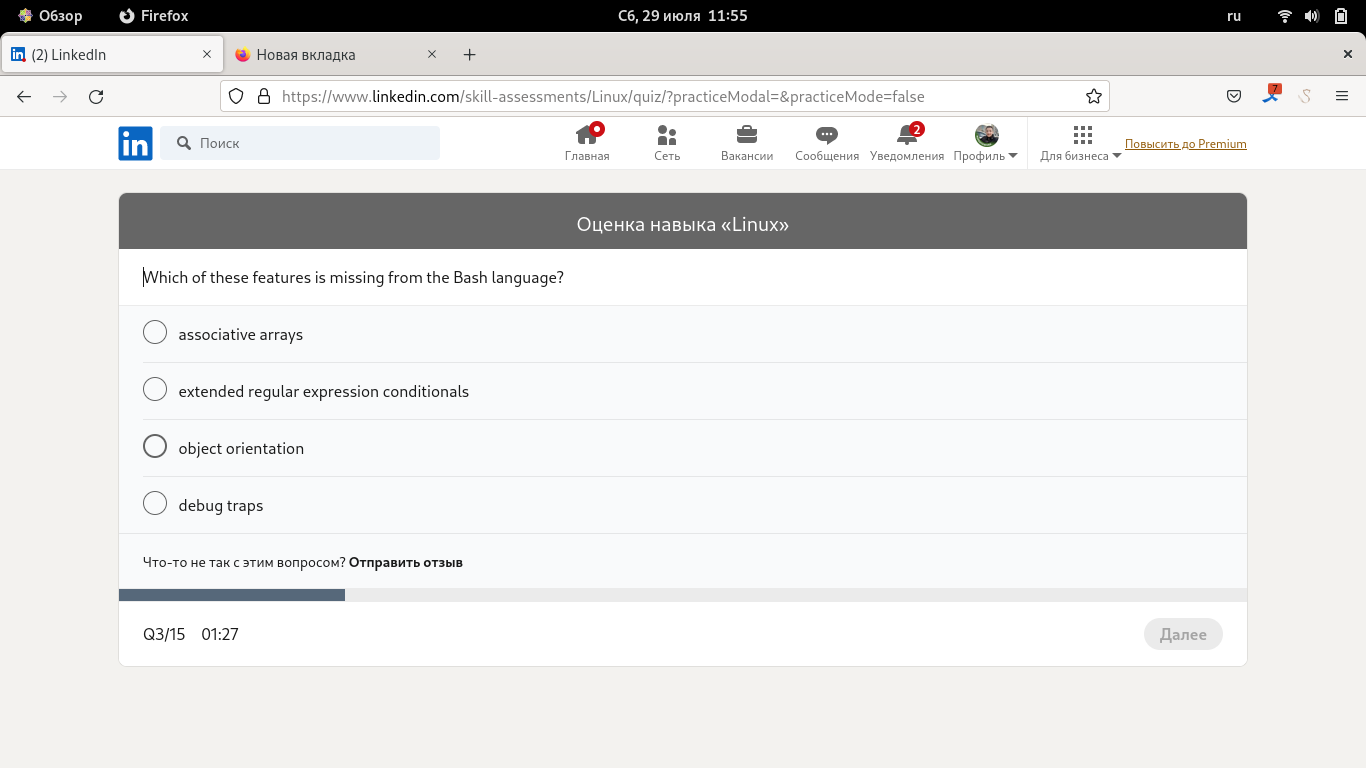 Обзор Firefox Сб, 29 июля 11:55 ru
(2) LinkedIn Новая вкладка
https://www.linkedin.com/skill-assessments/Linux/quiz/?practiceModal=&practiceMode=false 7
in Поиск Главная Сеть Вакансии Сообщения 2 Уведомления Профиль Для бизнеса Повысить до Premium
Оценка навыка «Linux»
Which of these features is missing from the Bash language?
associative arrays
extended regular expression conditionals
object orientation
debug traps
Что-то не так с этим вопросом? Отправить отзыв
Q3/15 01:27 Далее